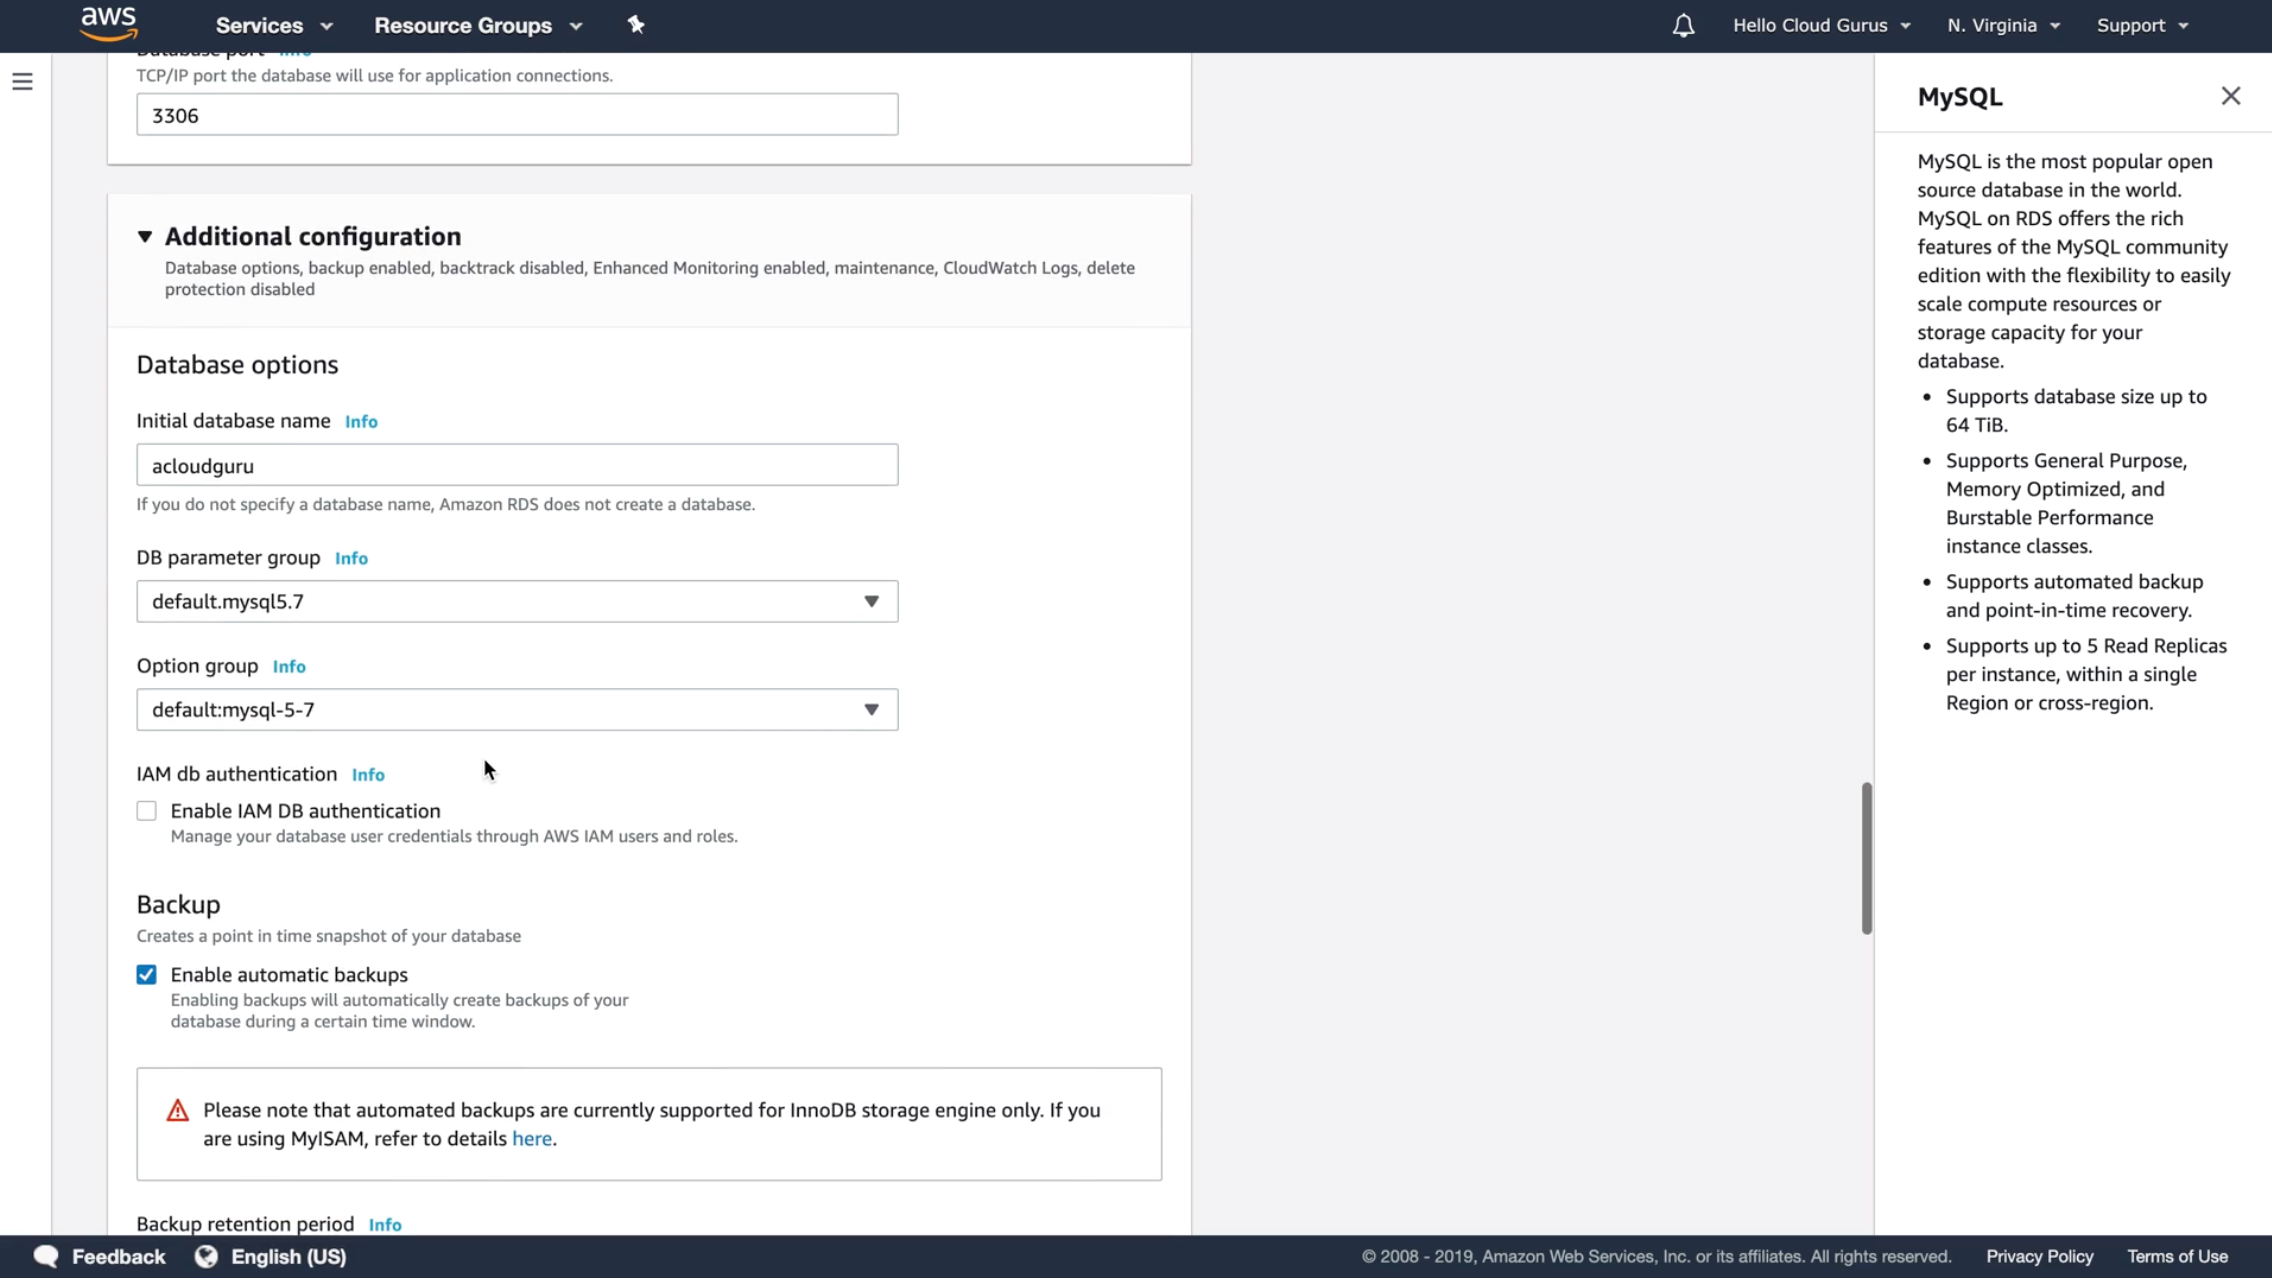 aws
Services
Resource Groups
Hello Cloud Gurus
N. Virginia
Support
Database port Info
TCP/IP port the database will use for application connections.
3306
Additional configuration
Database options, backup enabled, backtrack disabled, Enhanced Monitoring enabled, maintenance, CloudWatch Logs, delete
protection disabled
Database options
Initial database name Info
acloudguru
If you do not specify a database name, Amazon RDS does not create a database.
DB parameter group Info
default.mysql5.7
Option group Info
default:mysql-5-7
IAM db authentication Info
Enable IAM DB authentication
Manage your database user credentials through AWS IAM users and roles.
Backup
Creates a point in time snapshot of your database
Enable automatic backups
Enabling backups will automatically create backups of your
database during a certain time window.
Please note that automated backups are currently supported for InnoDB storage engine only. If you
are using MyISAM, refer to details here.
Backup retention period Info
MySQL
MySQL is the most popular open
source database in the world.
MySQL on RDS offers the rich
features of the MySQL community
edition with the flexibility to easily
scale compute resources or
storage capacity for your
database.
• Supports database size up to
64 TiB.
• Supports General Purpose,
Memory Optimized, and
Burstable Performance
instance classes.
• Supports automated backup
and point-in-time recovery.
• Supports up to 5 Read Replicas
per instance, within a single
Region or cross-region.
Feedback
English (US)
© 2008 - 2019, Amazon Web Services, Inc. or its affiliates. All rights reserved.
Privacy Policy
Terms of Use